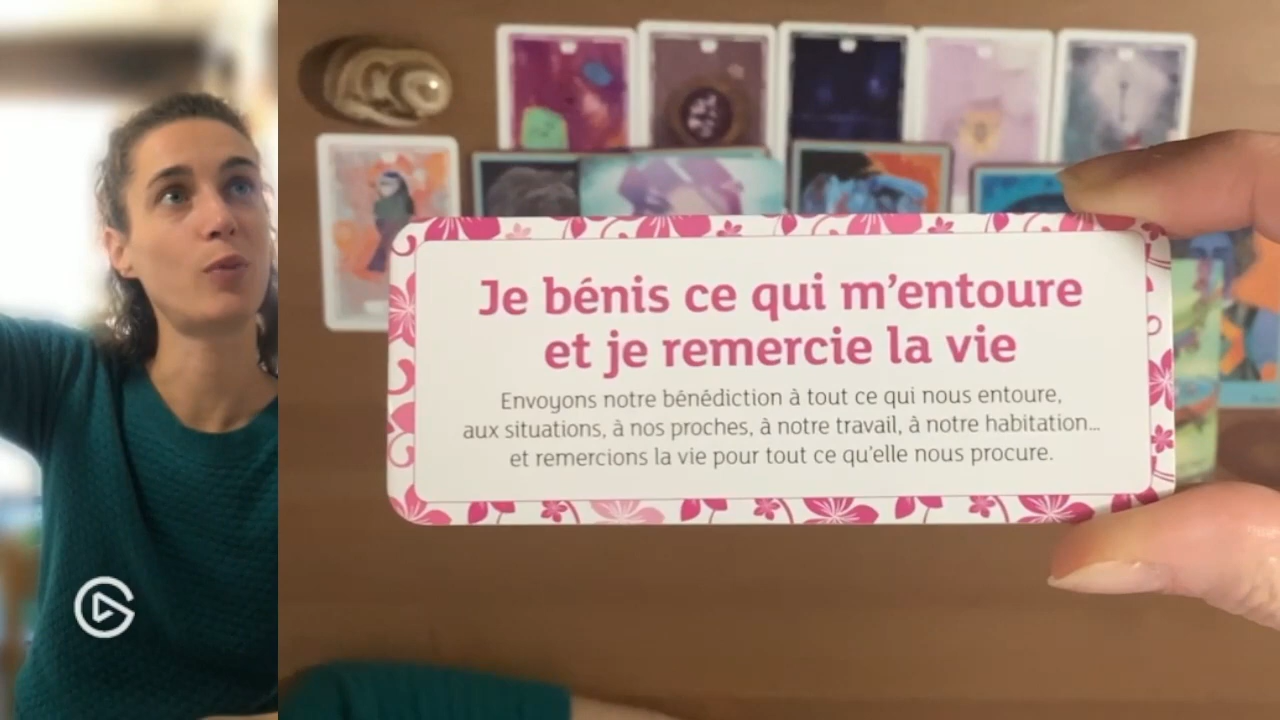 Je bénis ce qui m'entoure
et je remercie la vie
Envoyons notre bénédiction à tout ce qui nous entoure,
aux situations, à nos proches, à notre travail, à notre habitation...
et remercions la vie pour tout ce qu'elle nous procure.